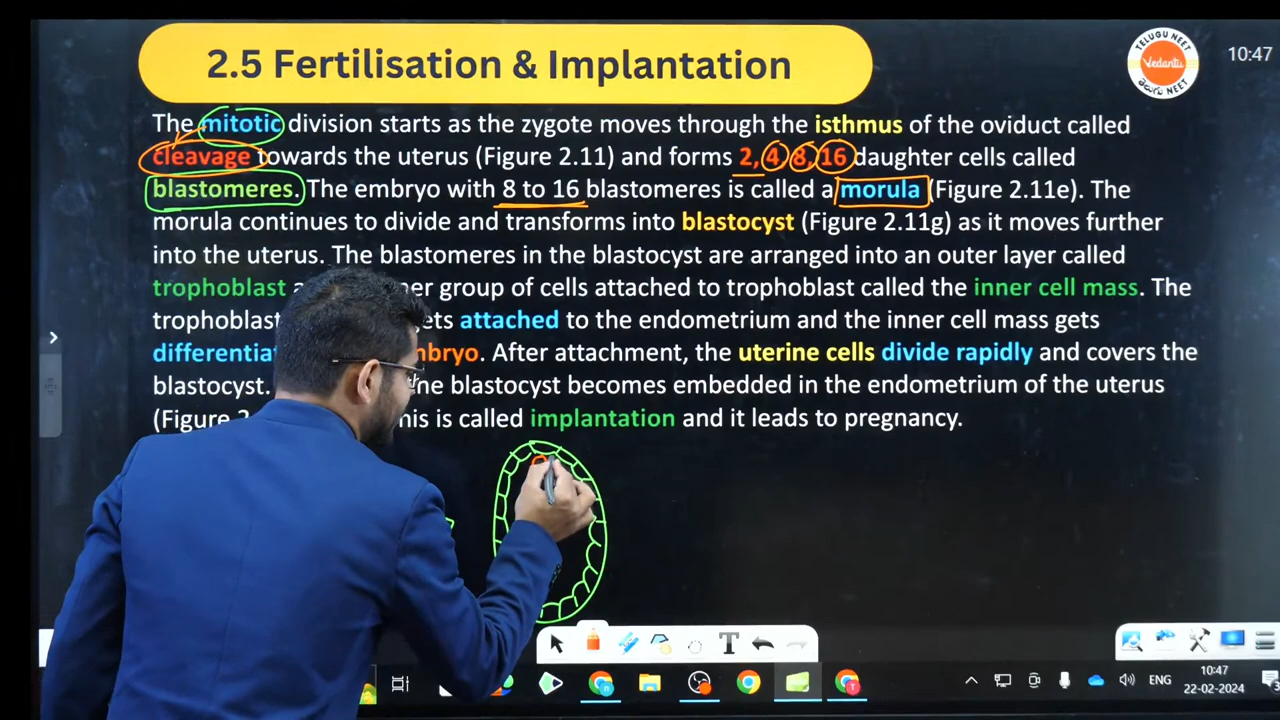 2.5 Fertilisation & Implantation
TELUGU NEET
Vedantu
తెలుగు NEET
10:47
The mitotic division starts as the zygote moves through the isthmus of the oviduct called
cleavage towards the uterus (Figure 2.11) and forms 2, 4, 8, 16 daughter cells called
blastomeres. The embryo with 8 to 16 blastomeres is called a morula (Figure 2.11e). The
morula continues to divide and transforms into blastocyst (Figure 2.11g) as it moves further
into the uterus. The blastomeres in the blastocyst are arranged into an outer layer called
trophoblast group of cells attached to trophoblast called the inner cell mass. The
trophoblast gets attached to the endometrium and the inner cell mass gets
After attachment, the uterine cells divide rapidly and covers the
blastocyst. the blastocyst becomes embedded in the endometrium of the uterus
is called implantation and it leads to pregnancy.
T
ENG
10:47
22-02-2024